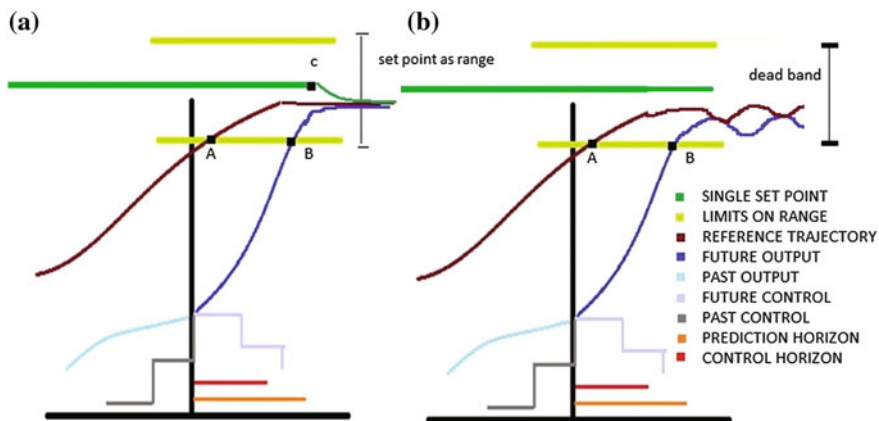 (a)
c
set point as range
A
B
(b)
dead band
A
B
SINGLE SET POINT
LIMITS ON RANGE
REFERENCE TRAJECTORY
FUTURE OUTPUT
PAST OUTPUT
FUTURE CONTROL
PAST CONTROL
PREDICTION HORIZON
CONTROL HORIZON